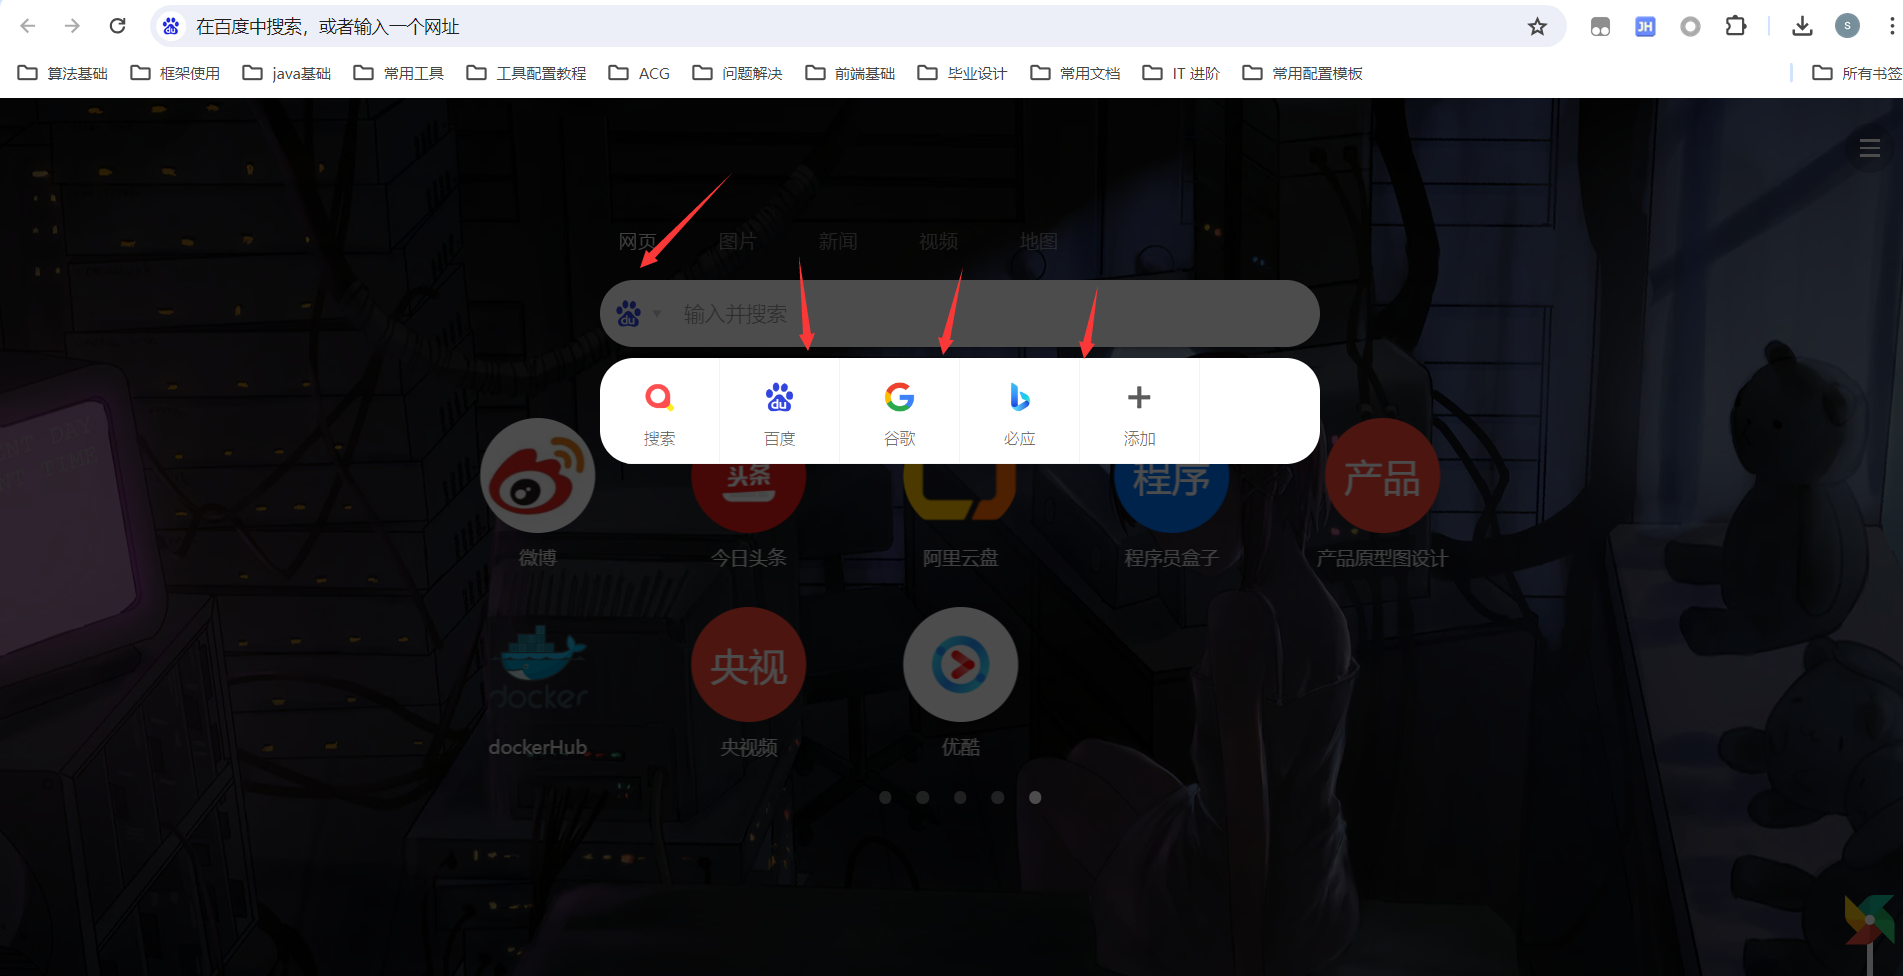 在百度中搜索，或者输入一个网址
JH
S
算法基础 框架使用 java基础 常用工具 工具配置教程 ACG 问题解决 前端基础 毕业设计 常用文档 IT 进阶 常用配置模板 所有书签
网页 图片 新闻 视频 地图
du 输入并搜索
du
搜索 百度 谷歌 必应 添加
头条 程序 产品
微博 今日头条 阿里云盘 程序员盒子 产品原型图设计
docker 央视
dockerHub 央视频 优酷